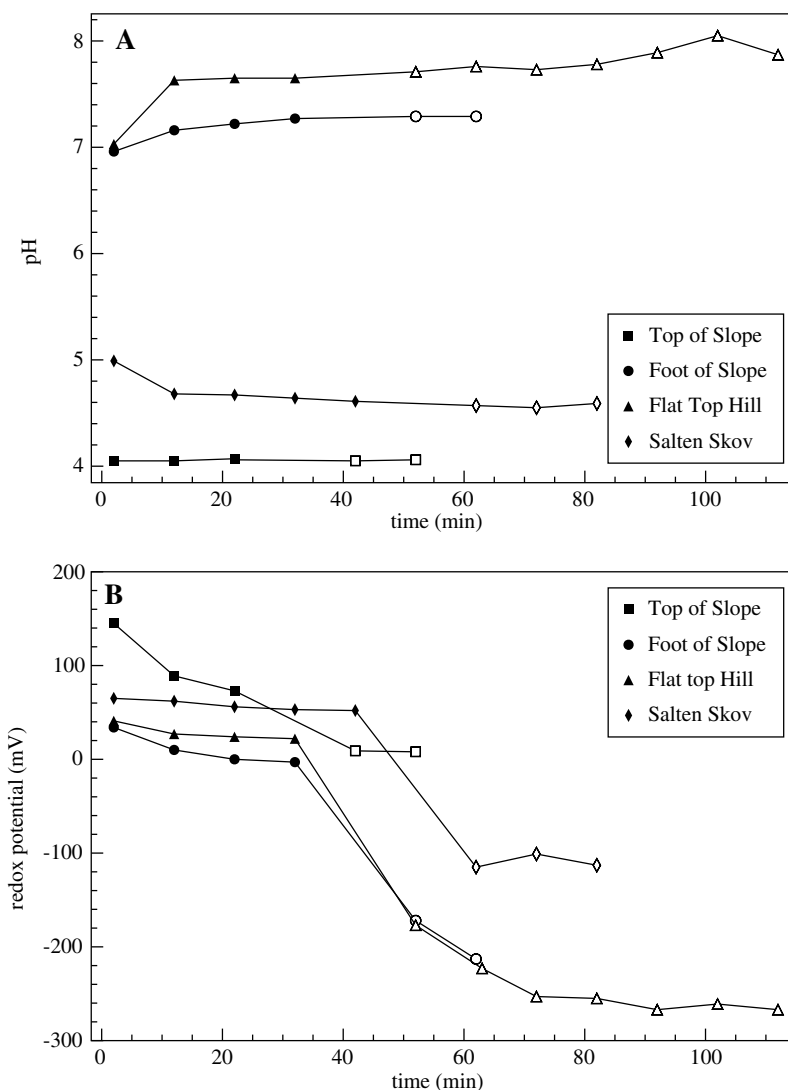 A
8
7
6
5
4
pH
0 20 40 60 80 100
time (min)
Top of Slope
Foot of Slope
Flat Top Hill
Salten Skov
B
200
100
0
-100
-200
-300
redox potential (mV)
0 20 40 60 80 100
time (min)
Top of Slope
Foot of Slope
Flat top Hill
Salten Skov